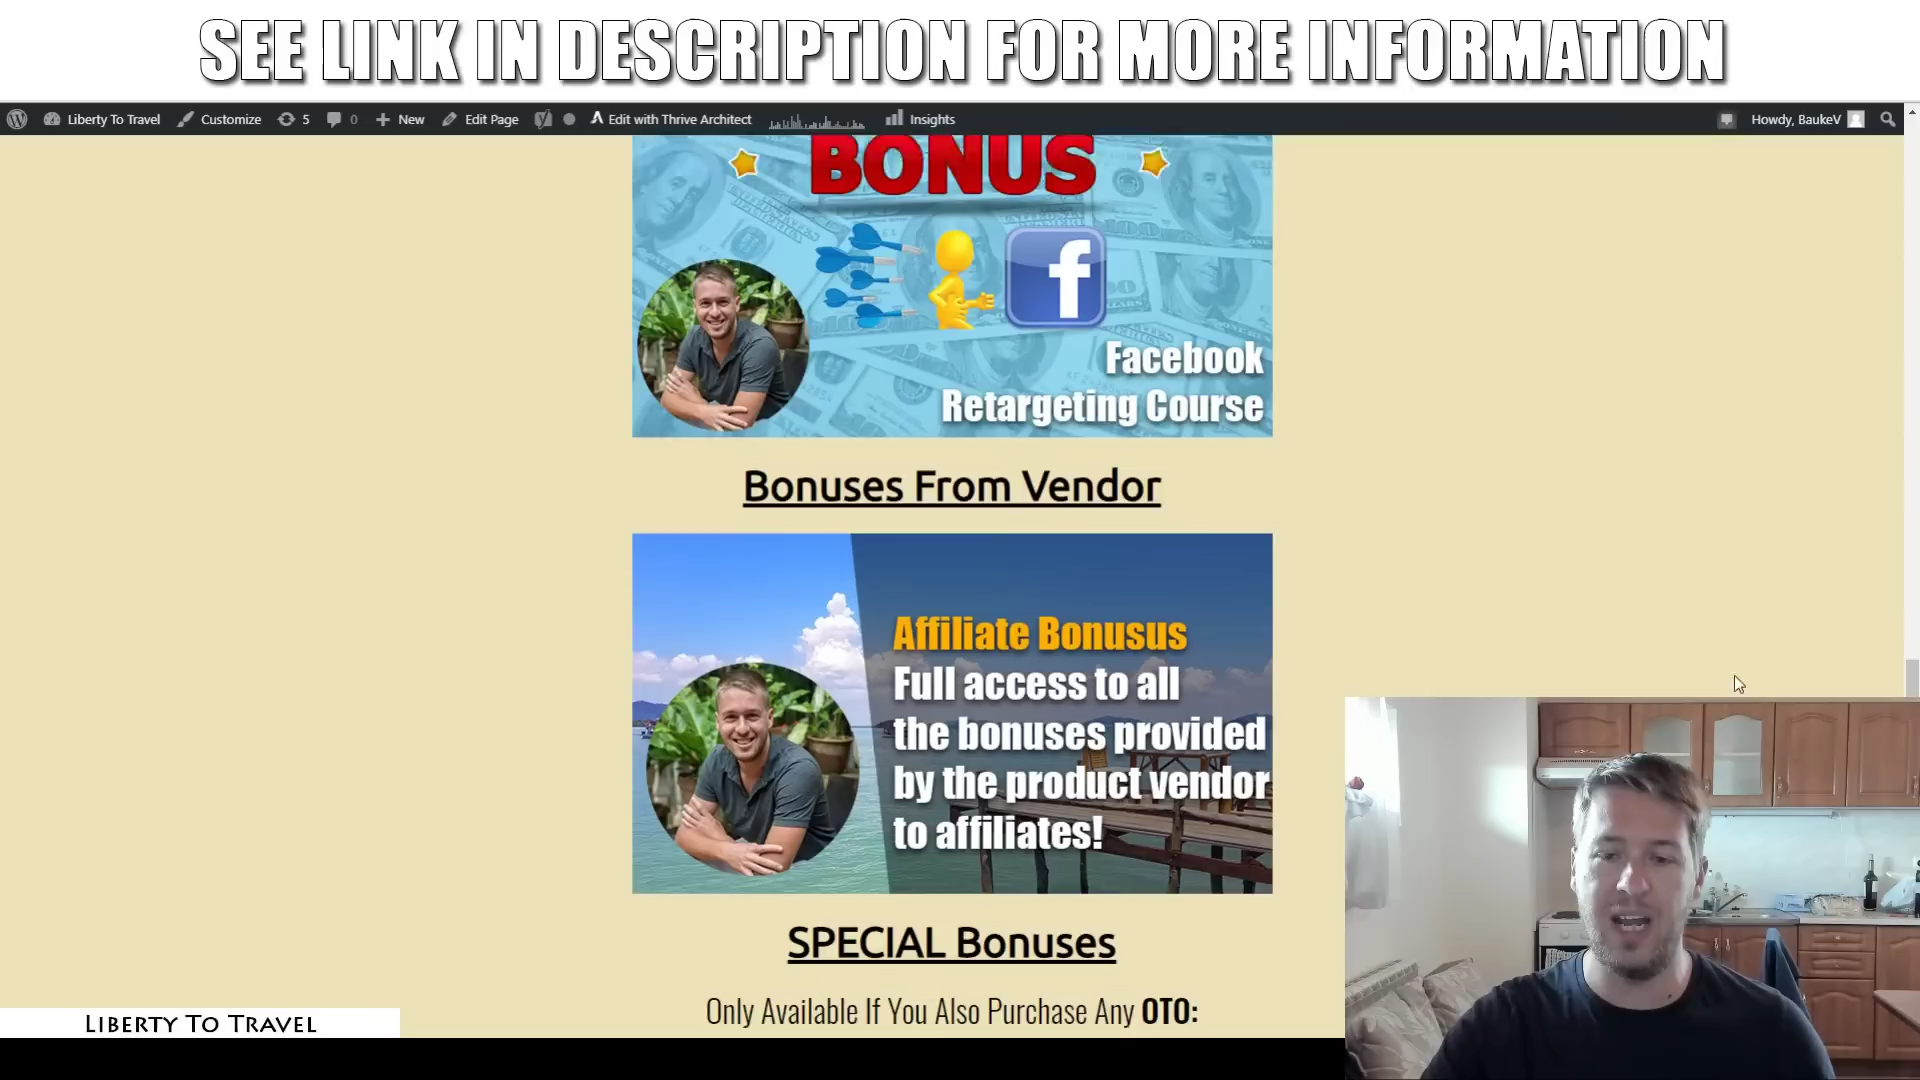 SEE LINK IN DESCRIPTION FOR MORE INFORMATION
Liberty To Travel Customize 5 0 New Edit Page Edit with Thrive Architect Insights Howdy, BaukeV
BONUS
f
Facebook
Retargeting Course
Bonuses From Vendor
Affiliate Bonusus
Full access to all
the bonuses provided
by the product vendor
to affiliates!
SPECIAL Bonuses
Only Available If You Also Purchase Any OTO:
LIBERTY TO TRAVEL